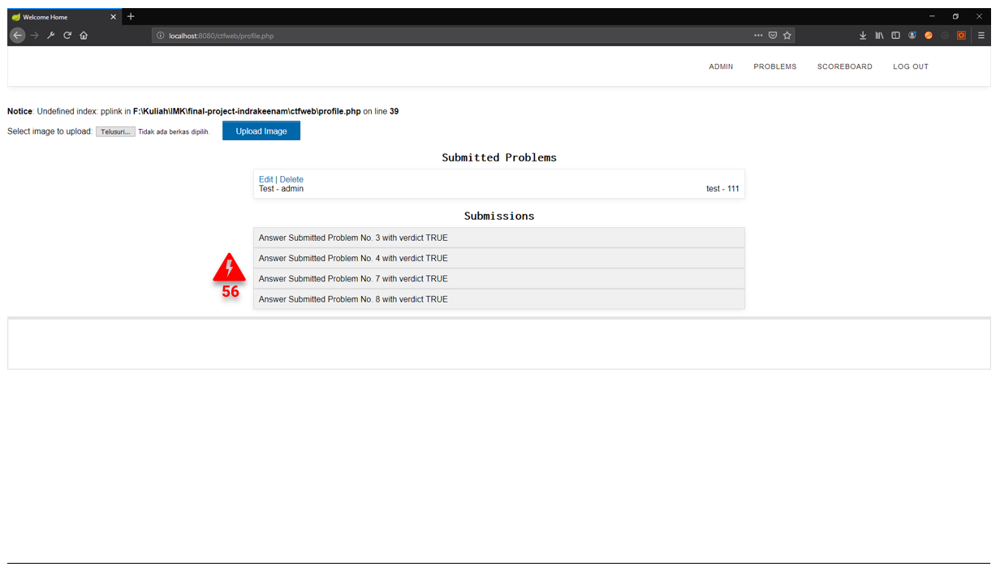 Welcome Home
localhost:8080/ctfweb/profile.php
ADMIN PROBLEMS SCOREBOARD LOG OUT
Notice: Undefined index: pplink in F:\Kuliah\IMK\final-project-indrakeenam\ctfweb\profile.php on line 39
Select image to upload: Telusuri... Tidak ada berkas dipilih. Upload Image
Submitted Problems
Edit | Delete
Test - admin test - 111
Submissions
Answer Submitted Problem No. 3 with verdict TRUE
Answer Submitted Problem No. 4 with verdict TRUE
Answer Submitted Problem No. 7 with verdict TRUE
56
Answer Submitted Problem No. 8 with verdict TRUE